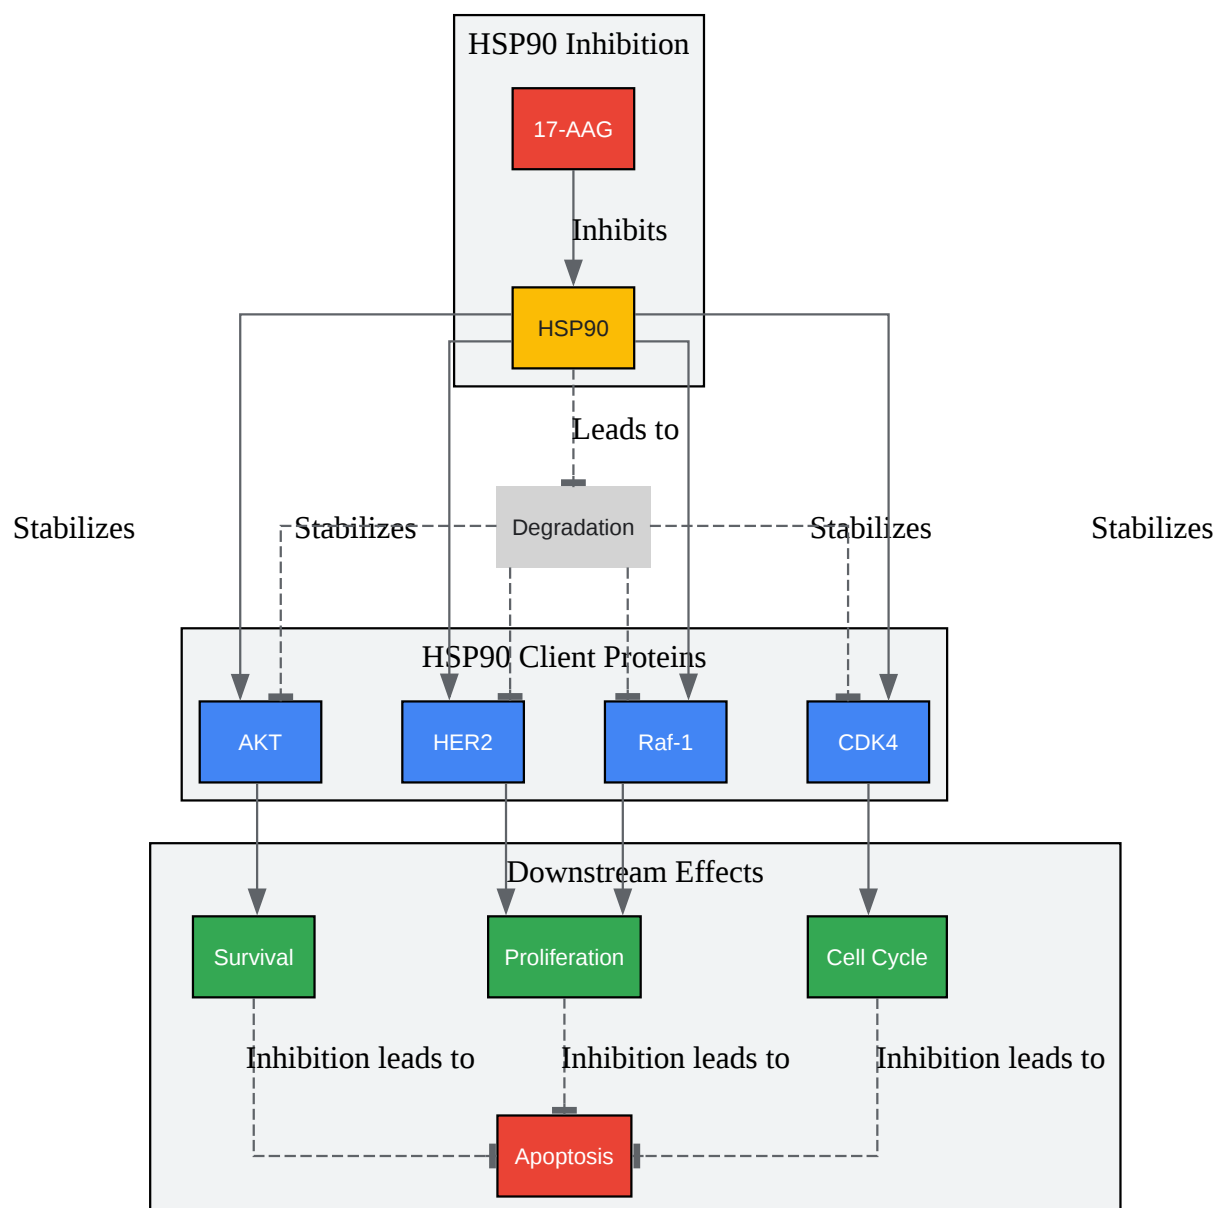 HSP90 Inhibition
17-AAG
Inhibits
HSP90
Leads to
Stabilizes
Stabilizes
Degradation
Stabilizes
Stabilizes
HSP90 Client Proteins
AKT
HER2
Raf-1
CDK4
Downstream Effects
Survival
Proliferation
Cell Cycle
Inhibition leads to
Inhibition leads to
Inhibition leads to
Apoptosis